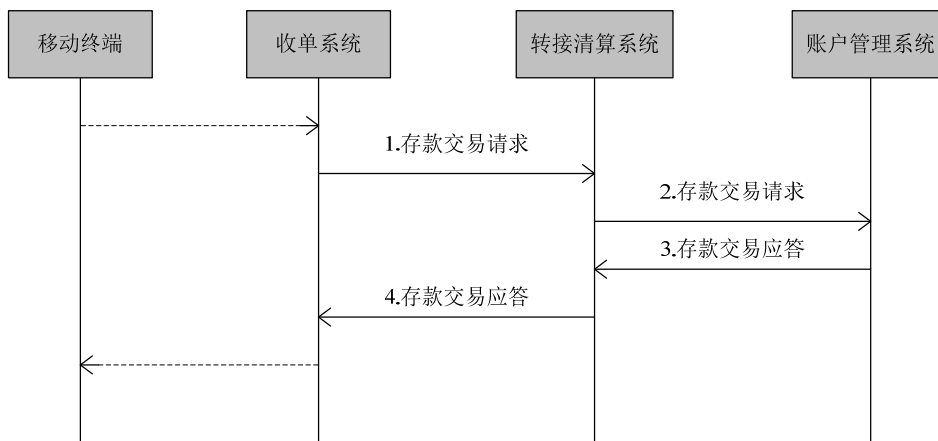 移动终端
收单系统
转接清算系统
账户管理系统
1.存款交易请求
2.存款交易请求
3.存款交易应答
4.存款交易应答